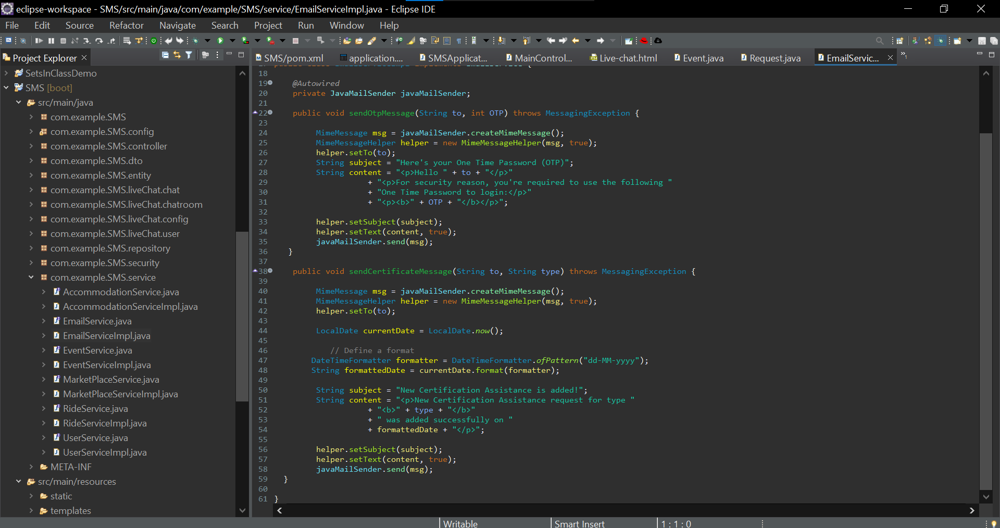 eclipse-workspace - SMS/src/main/java/com/example/SMS/service/EmailServiceImpl.java - Eclipse IDE
File Edit Source Refactor Navigate Search Project Run Window Help
Project Explorer
SetsInClassDemo
SMS [boot]
src/main/java
com.example.SMS
com.example.SMS.config
com.example.SMS.controller
com.example.SMS.dto
com.example.SMS.entity
com.example.SMS.liveChat.chat
com.example.SMS.liveChat.chatroom
com.example.SMS.liveChat.config
com.example.SMS.liveChat.user
com.example.SMS.repository
com.example.SMS.security
com.example.SMS.service
AccommodationService.java
AccommodationServiceImpl.java
EmailService.java
EmailServiceImpl.java
EventService.java
EventServiceImpl.java
MarketPlaceService.java
MarketPlaceServiceImpl.java
RideService.java
RideServiceImpl.java
UserService.java
UserServiceImpl.java
META-INF
src/main/resources
static
templates
SMS/pom.xml application.... SMSApplicat... MainControl... Live-chat.html Event.java Request.java EmailServic... »1
18
19 @Autowired
20 private JavaMailSender javaMailSender;
21
22 public void sendOtpMessage(String to, int OTP) throws MessagingException {
23
24 MimeMessage msg = javaMailSender.createMimeMessage();
25 MimeMessageHelper helper = new MimeMessageHelper(msg, true);
26 helper.setTo(to);
27 String subject = "Here's your One Time Password (OTP)";
28 String content = "<p>Hello " + to + "</p>"
29 + "<p>For security reason, you're required to use the following "
30 + "One Time Password to login:</p>"
31 + "<p><b>" + OTP + "</b></p>";
32
33 helper.setSubject(subject);
34 helper.setText(content, true);
35 javaMailSender.send(msg);
36 }
37
38 public void sendCertificateMessage(String to, String type) throws MessagingException {
39
40 MimeMessage msg = javaMailSender.createMimeMessage();
41 MimeMessageHelper helper = new MimeMessageHelper(msg, true);
42 helper.setTo(to);
43
44 LocalDate currentDate = LocalDate.now();
45
46 // Define a format
47 DateTimeFormatter formatter = DateTimeFormatter.ofPattern("dd-MM-yyyy");
48 String formattedDate = currentDate.format(formatter);
49
50 String subject = "New Certification Assistance is added!";
51 String content = "<p>New Certification Assistance request for type "
52 + "<b>" + type + "</b>"
53 + " was added successfully on "
54 + formattedDate + "</p>";
55
56 helper.setSubject(subject);
57 helper.setText(content, true);
58 javaMailSender.send(msg);
59 }
60
61 }
Writable Smart Insert 1 : 1 : 0